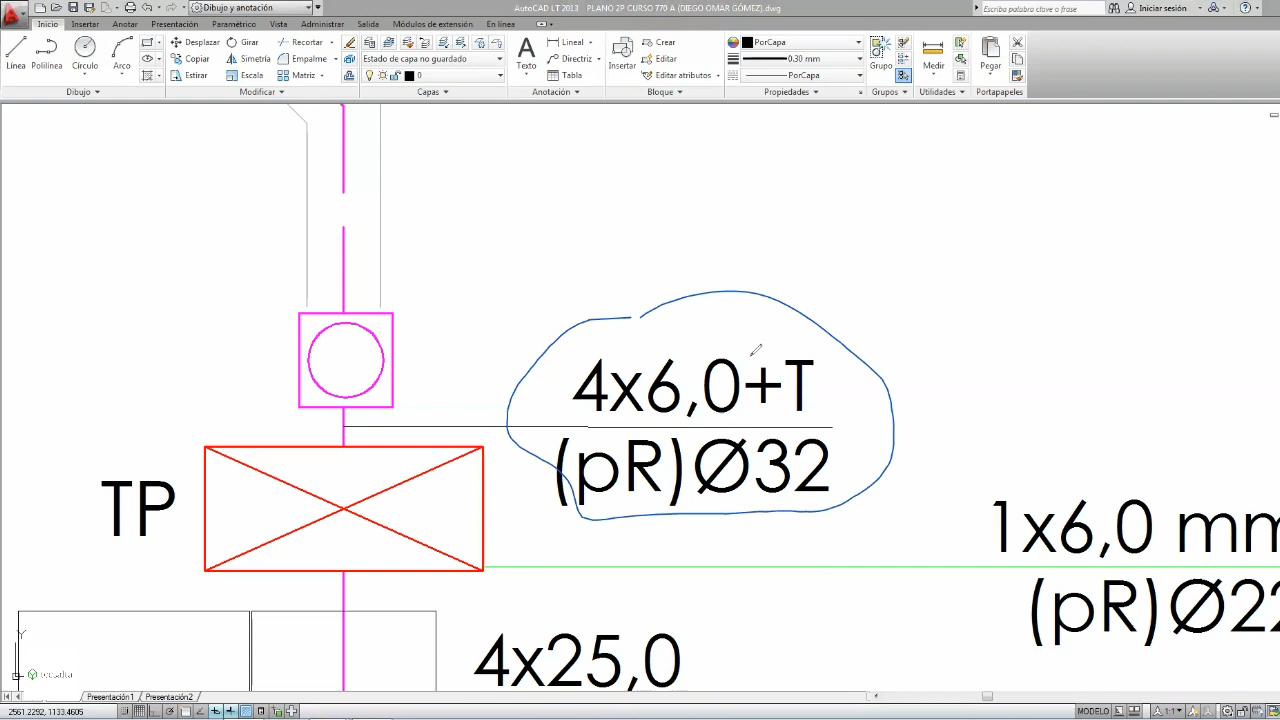 Dibujo y anotación
AutoCAD LT 2013 PLANO 2P CURSO 770 A (DIEGO OMAR GÓMEZ).dwg
Escriba palabra clave o frase
Iniciar sesión
Inicio Insertar Anotar Presentación Paramétrico Vista Administrar Salida Módulos de extensión En línea
Línea Polilínea Círculo Arco
Desplazar Girar Recortar
Copiar Simetría Empalme
Estirar Escala Matriz
Estado de capa no guardado
0
Texto
Lineal
Directriz
Tabla
Insertar
Crear
Editar
Editar atributos
PorCapa
0.30 mm
PorCapa
Grupo
Medir
Pegar
Dibujo Modificar Capas Anotación Bloque Propiedades Grupos Utilidades Portapapeles
4x6,0+T
(pR)Ø32
TP
1x6,0 mm
(pR)Ø22
4x25,0
Y
Presentación1 Presentación2
2561.2292, 1133.4605
MODELO
1:1